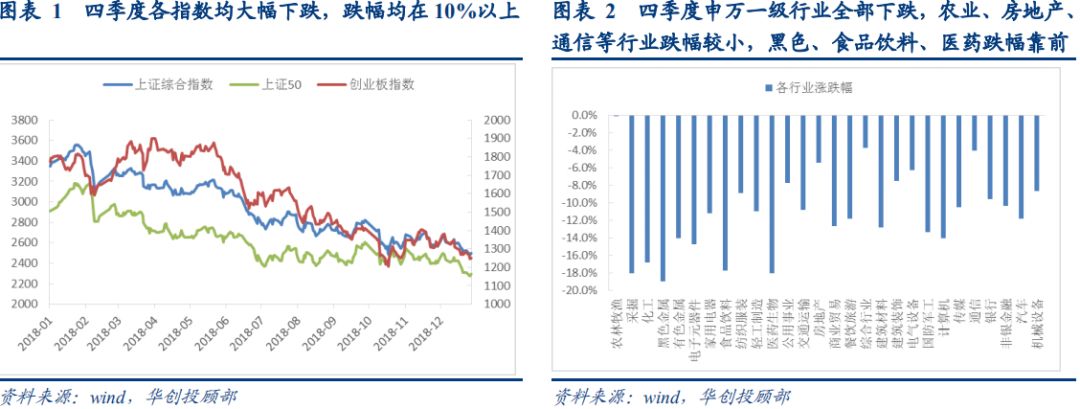 图表 1 四季度各指数均大幅下跌，跌幅均在 10%以上
上证综合指数 上证50 创业板指数
3800
3600
3400
3200
3000
2800
2600
2400
2200
2000
2000
1900
1800
1700
1600
1500
1400
1300
1200
1100
1000
2018-01
2018-02
2018-03
2018-04
2018-05
2018-06
2018-07
2018-08
2018-09
2018-10
2018-11
2018-12
资料来源：wind，华创投顾部
图表 2 四季度申万一级行业全部下跌，农业、房地产、
通信等行业跌幅较小，黑色、食品饮料、医药跌幅靠前
各行业涨跌幅
0.0%
-2.0%
-4.0%
-6.0%
-8.0%
-10.0%
-12.0%
-14.0%
-16.0%
-18.0%
-20.0%
农林牧渔
采掘
化工
黑色金属
有色金属
电子元器件
家用电器
食品饮料
纺织服装
轻工制造
医药生物
公用事业
交通运输
房地产
商业贸易
餐饮旅游
综合行业
建筑材料
建筑装饰
电气设备
国防军工
计算机
传媒
通信
银行
非银金融
汽车
机械设备
资料来源：wind，华创投顾部